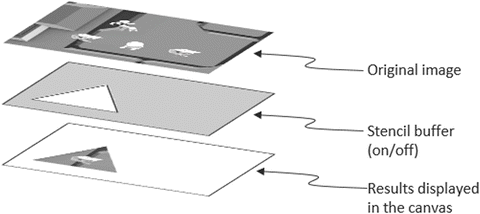 Original image
Stencil buffer
(on/off)
Results displayed
in the canvas